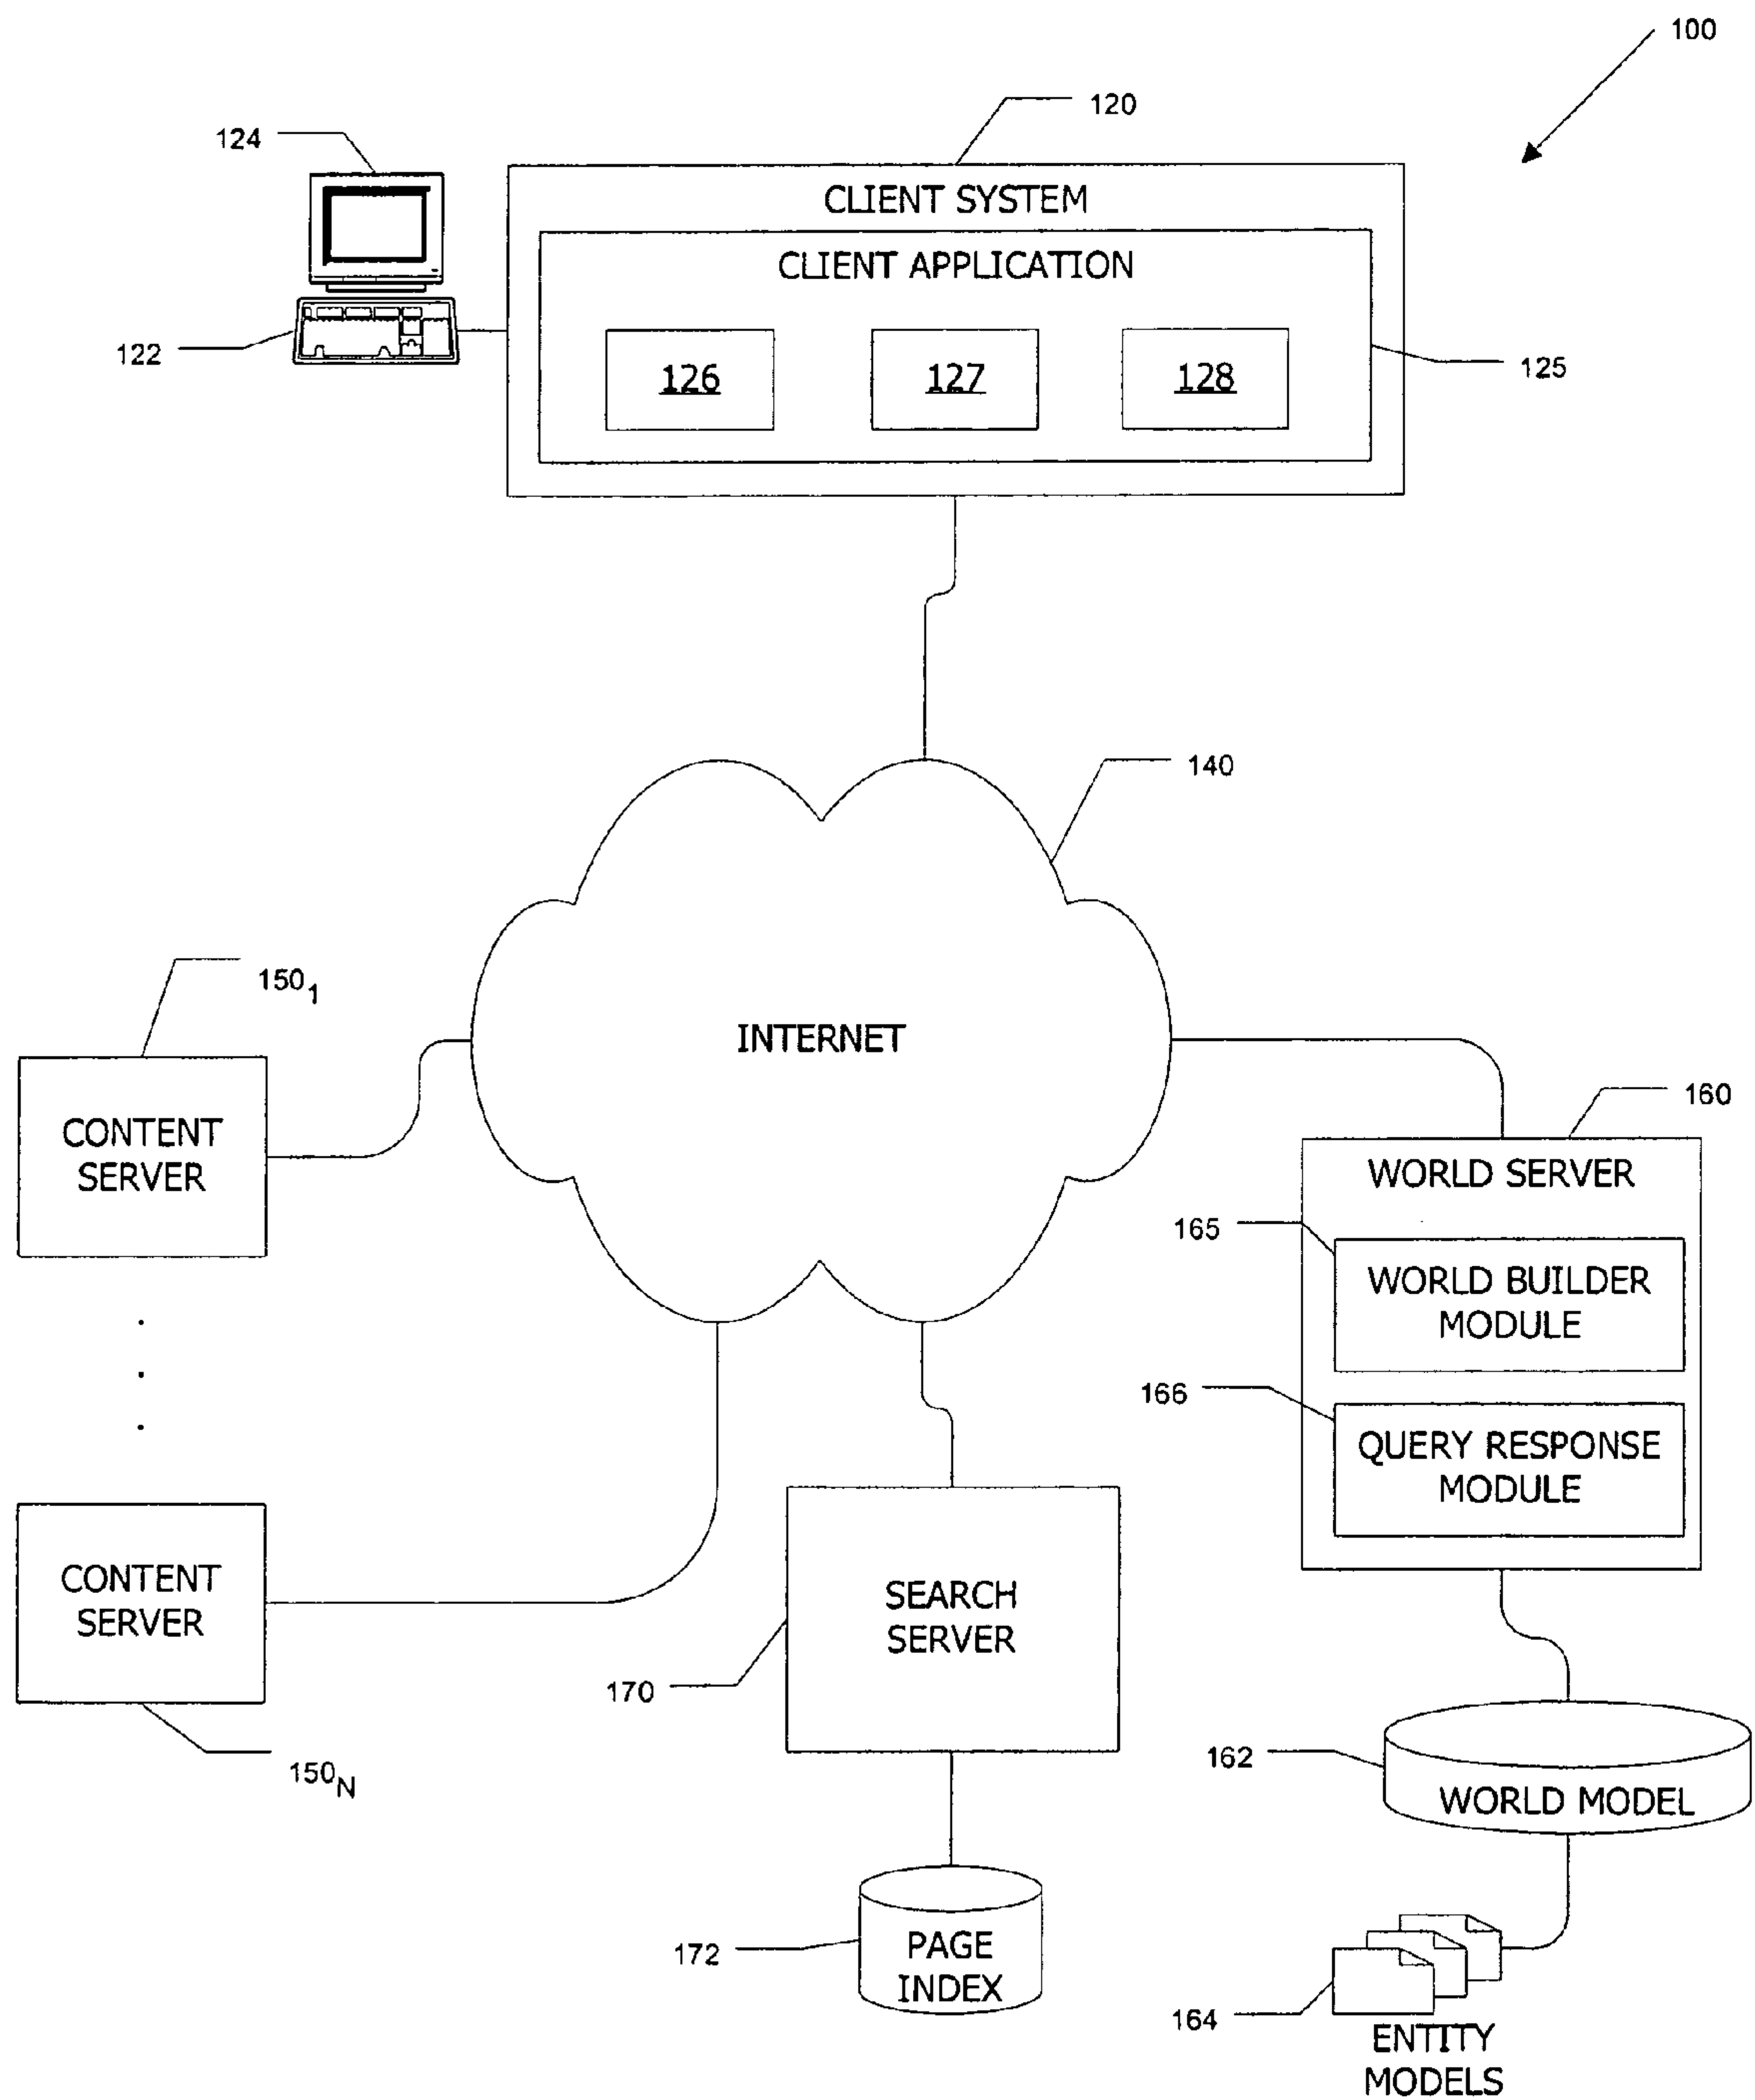 100
120
124
CLIENT SYSTEM
CLIENT APPLICATION
122
126
127
128
125
140
150₁
INTERNET
160
CONTENT
SERVER
WORLD SERVER
165
WORLD BUILDER
MODULE
166
QUERY RESPONSE
MODULE
CONTENT
SERVER
SEARCH
SERVER
170
150N
162
WORLD MODEL
172
PAGE
INDEX
164
ENTITY
MODELS